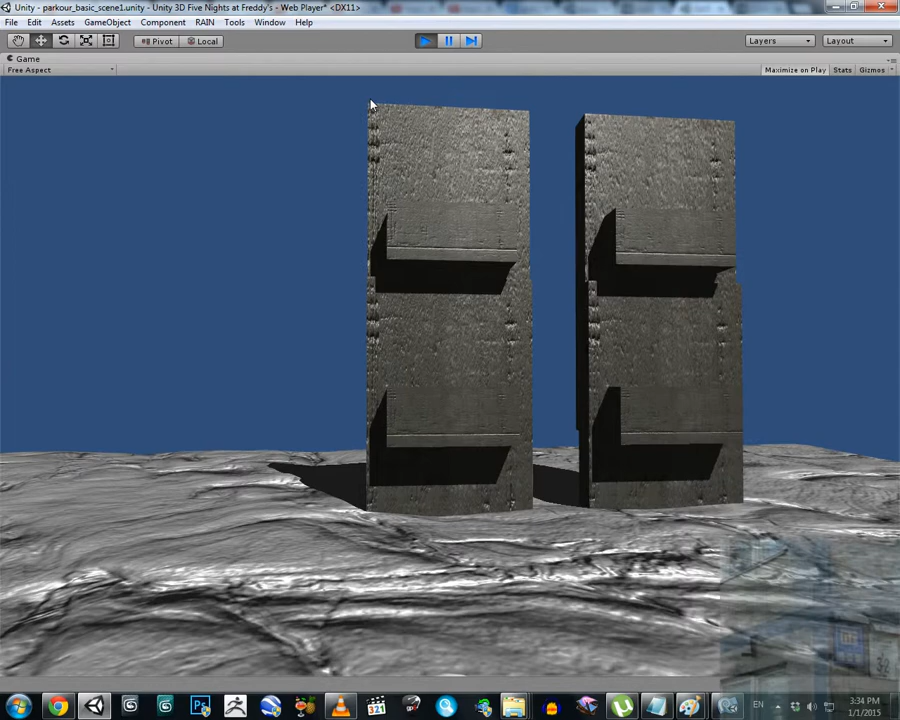 Unity - parkour_basic_scene1.unity - Unity 3D Five Nights at Freddy's - Web Player* <DX11>
File Edit Assets GameObject Component RAIN Tools Window Help
Pivot Local Layers Layout
Game
Free Aspect Maximize on Play Stats Gizmos
321
EN 3:34 PM
1/1/2015